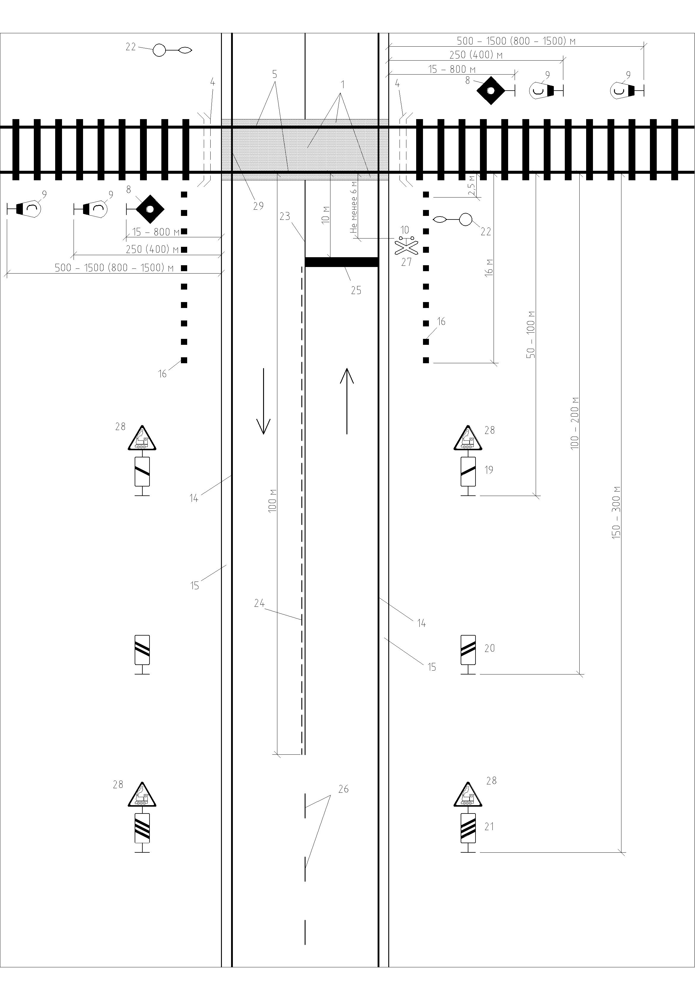 500 – 1500 (800 – 1500) м
22
250 (400) м
15 – 800 м
5
4
1
8
9
9
4
9
9
8
29
23
10 м
Не менее 6 м
2,5 м
22
10
15 – 800 м
250 (400) м
27
16 м
500 – 1500 (800 – 1500) м
25
16
50 – 100 м
16
100 – 200 м
28
28
19
14
100 м
150 – 300 м
15
24
14
20
15
28
28
26
21